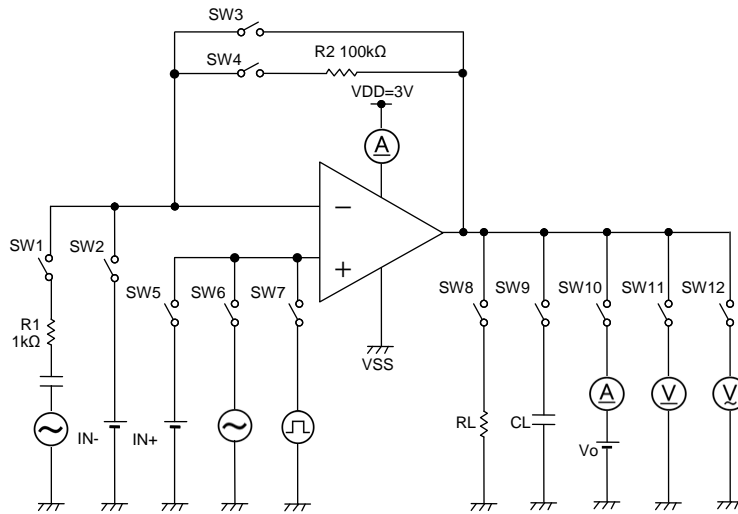 SW3
R2 100kΩ
SW4
VDD=3V
A
−
SW1
SW2
+
SW5
SW6
SW7
SW8
SW9
SW10
SW11
SW12
R1
1kΩ
VSS
A
V
V
IN-
IN+
RL
CL
Vo